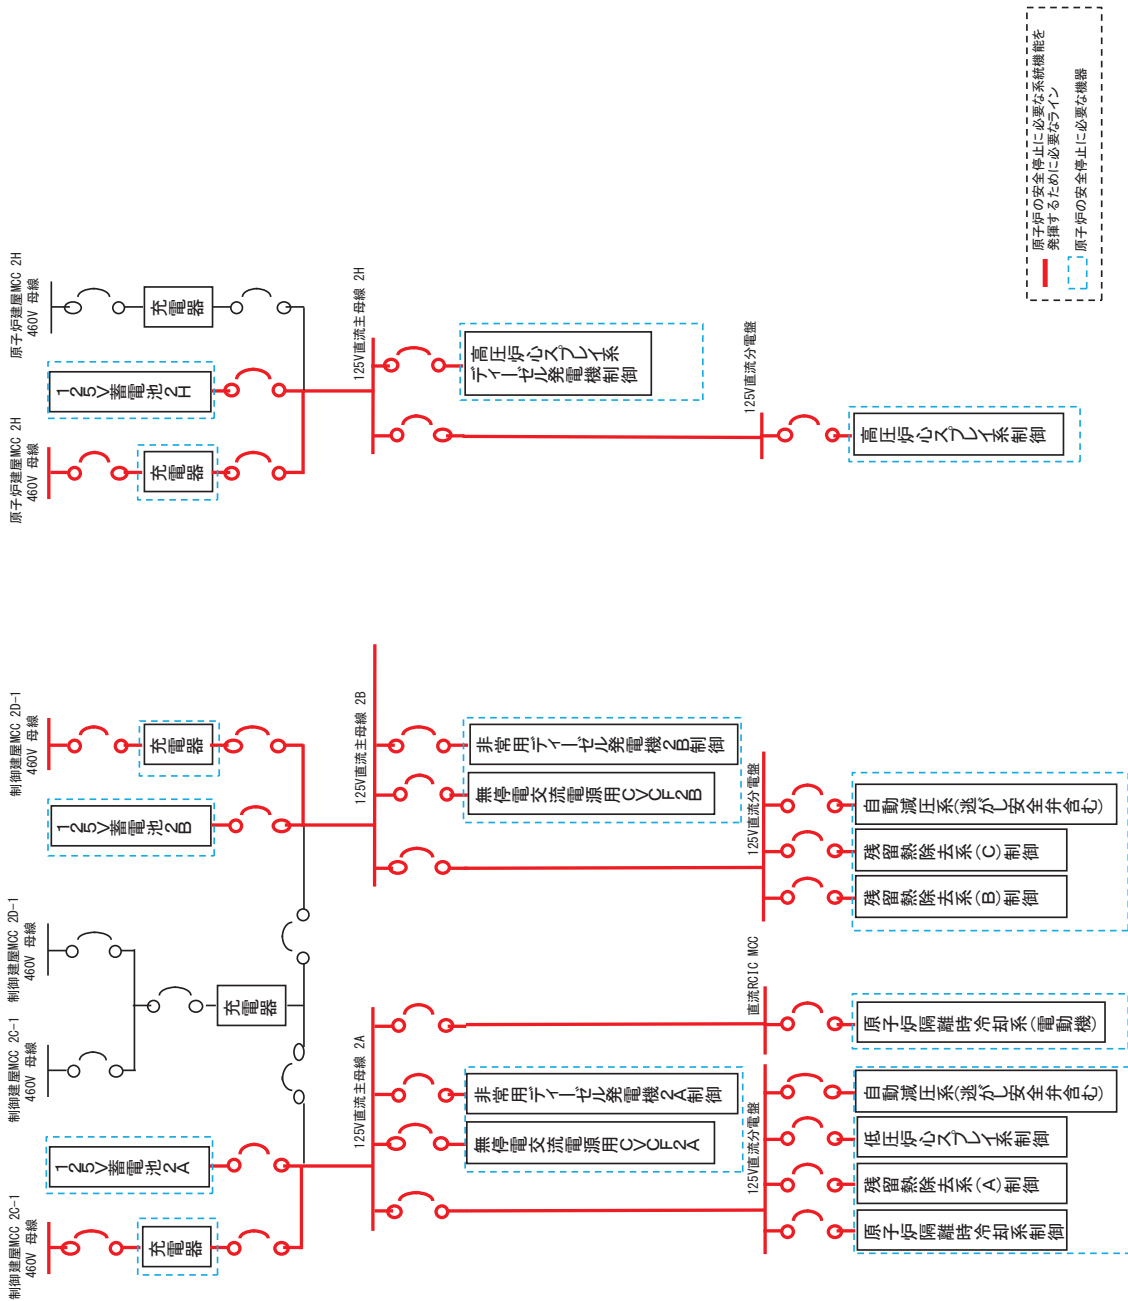 制御建屋MCC 2C-1
460V 母線
充電器
125V蓄電池2A
制御建屋MCC 2C-1
460V 母線
制御建屋MCC 2D-1
460V 母線
充電器
125V蓄電池2B
制御建屋MCC 2D-1
460V 母線
充電器
原子炉建屋MCC 2H
460V 母線
充電器
125V蓄電池2H
原子炉建屋MCC 2H
460V 母線
充電器
125V直流主母線 2A
無停電交流電源用CVCF2A
非常用ディーゼル発電機2A制御
125V直流主母線 2B
無停電交流電源用CVCF2B
非常用ディーゼル発電機2B制御
125V直流主母線 2H
高圧炉心スプレイ系
ディーゼル発電機制御
125V直流分電盤
原子炉隔離時冷却系制御
残留熱除去系(A)制御
低圧炉心スプレイ系制御
自動減圧系(逃がし安全弁含む)
直流RCIC MCC
原子炉隔離時冷却系(電動機)
125V直流分電盤
残留熱除去系(B)制御
残留熱除去系(C)制御
自動減圧系(逃がし安全弁含む)
125V直流分電盤
高圧炉心スプレイ系制御
原子炉の安全停止に必要な系統機能を
発揮するために必要なライン
原子炉の安全停止に必要な機器